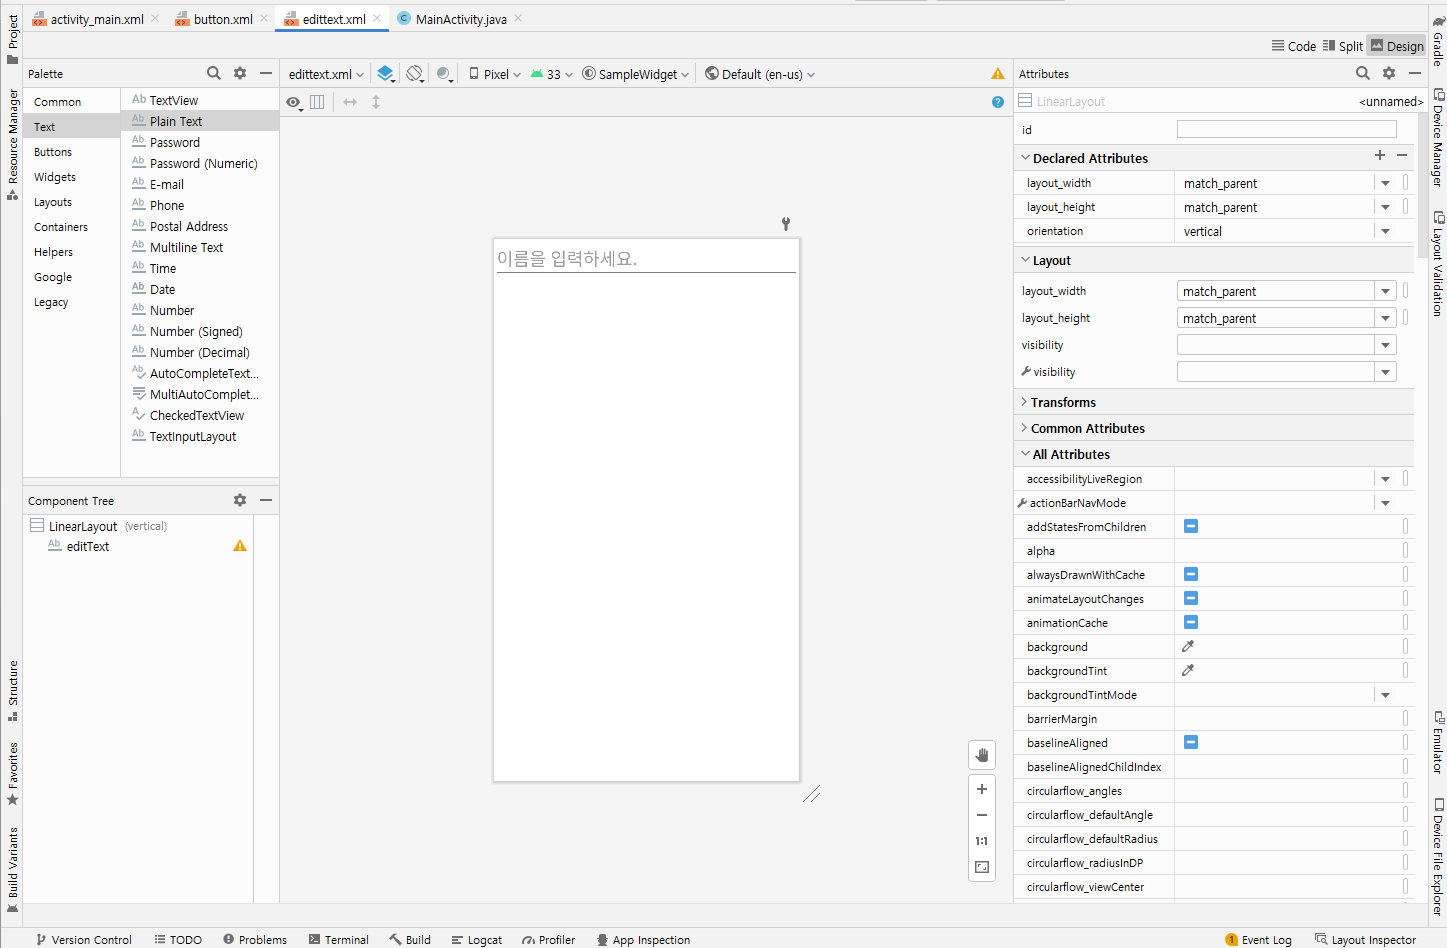 activity_main.xml
button.xml
edittext.xml
MainActivity.java
Code
Split
Design
Project
Resource Manager
Structure
Favorites
Build Variants
Palette
Common
Text
Buttons
Widgets
Layouts
Containers
Helpers
Google
Legacy
Ab TextView
Ab Plain Text
Ab Password
Ab Password (Numeric)
Ab E-mail
Ab Phone
Ab Postal Address
Ab Multiline Text
Ab Time
Ab Date
Ab Number
Ab Number (Signed)
Ab Number (Decimal)
Ab AutoCompleteText...
MultiAutoComplet...
CheckedTextView
Ab TextInputLayout
Component Tree
LinearLayout (vertical)
Ab editText
edittext.xml
Pixel
33
SampleWidget
Default (en-us)
이름을 입력하세요.
1:1
Attributes
LinearLayout
<unnamed>
id
Declared Attributes
layout_width match_parent
layout_height match_parent
orientation vertical
Layout
layout_width match_parent
layout_height match_parent
visibility
visibility
Transforms
Common Attributes
All Attributes
accessibilityLiveRegion
actionBarNavMode
addStatesFromChildren
alpha
alwaysDrawnWithCache
animateLayoutChanges
animationCache
background
backgroundTint
backgroundTintMode
barrierMargin
baselineAligned
baselineAlignedChildIndex
circularflow_angles
circularflow_defaultAngle
circularflow_defaultRadius
circularflow_radiusInDP
circularflow_viewCenter
Gradle
Device Manager
Layout Validation
Emulator
Device File Explorer
Version Control
TODO
Problems
Terminal
Build
Logcat
Profiler
App Inspection
1 Event Log
Layout Inspector